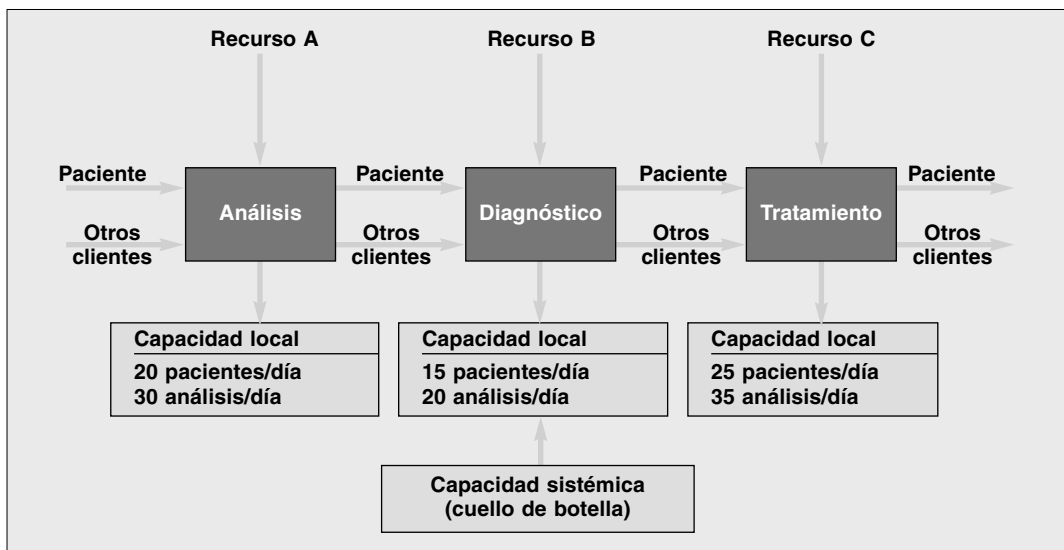 Recurso A
Recurso B
Recurso C
Paciente
Paciente
Paciente
Paciente
Análisis
Diagnóstico
Tratamiento
Otros
clientes
Otros
clientes
Otros
clientes
Otros
clientes
Capacidad local
20 pacientes/día
30 análisis/día
Capacidad local
15 pacientes/día
20 análisis/día
Capacidad local
25 pacientes/día
35 análisis/día
Capacidad sistémica
(cuello de botella)